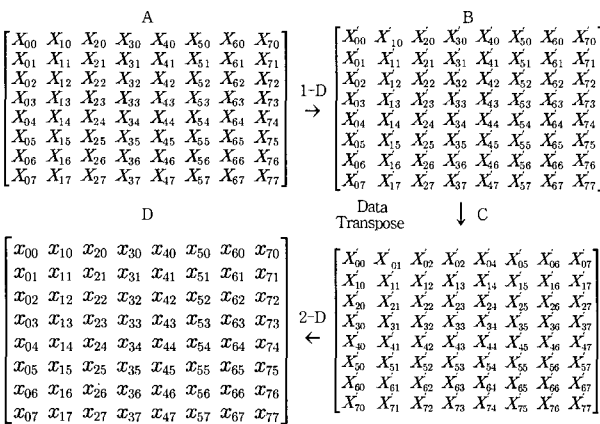 A
X00 X10 X20 X30 X40 X50 X60 X70
X01 X11 X21 X31 X41 X51 X61 X71
X02 X12 X22 X32 X42 X52 X62 X72
X03 X13 X23 X33 X43 X53 X63 X73
X04 X14 X24 X34 X44 X54 X64 X74
X05 X15 X25 X35 X45 X55 X65 X75
X06 X16 X26 X36 X46 X56 X66 X76
X07 X17 X27 X37 X47 X57 X67 X77
1-D
→
B
X'00 X'10 X'20 X'30 X'40 X'50 X'60 X'70
X'01 X'11 X'21 X'31 X'41 X'51 X'61 X'71
X'02 X'12 X'22 X'32 X'42 X'52 X'62 X'72
X'03 X'13 X'23 X'33 X'43 X'53 X'63 X'73
X'04 X'14 X'24 X'34 X'44 X'54 X'64 X'74
X'05 X'15 X'25 X'35 X'45 X'55 X'65 X'75
X'06 X'16 X'26 X'36 X'46 X'56 X'66 X'76
X'07 X'17 X'27 X'37 X'47 X'57 X'67 X'77
Data
Transpose
↓ C
X'00 X'01 X'02 X'02 X'04 X'05 X'06 X'07
X'10 X'11 X'12 X'13 X'14 X'15 X'16 X'17
X'20 X'21 X'22 X'23 X'24 X'25 X'26 X'27
X'30 X'31 X'32 X'33 X'34 X'35 X'36 X'37
X'40 X'41 X'42 X'43 X'44 X'45 X'46 X'47
X'50 X'51 X'52 X'53 X'54 X'55 X'56 X'57
X'60 X'61 X'62 X'63 X'64 X'65 X'66 X'67
X'70 X'71 X'72 X'73 X'74 X'75 X'76 X'77
2-D
←
D
x00 x10 x20 x30 x40 x50 x60 x70
x01 x11 x21 x31 x41 x51 x61 x71
x02 x12 x22 x32 x42 x52 x62 x72
x03 x13 x23 x33 x43 x53 x63 x73
x04 x14 x24 x34 x44 x54 x64 x74
x05 x15 x25 x35 x45 x55 x65 x75
x06 x16 x26 x36 x46 x56 x66 x76
x07 x17 x27 x37 x47 x57 x67 x77